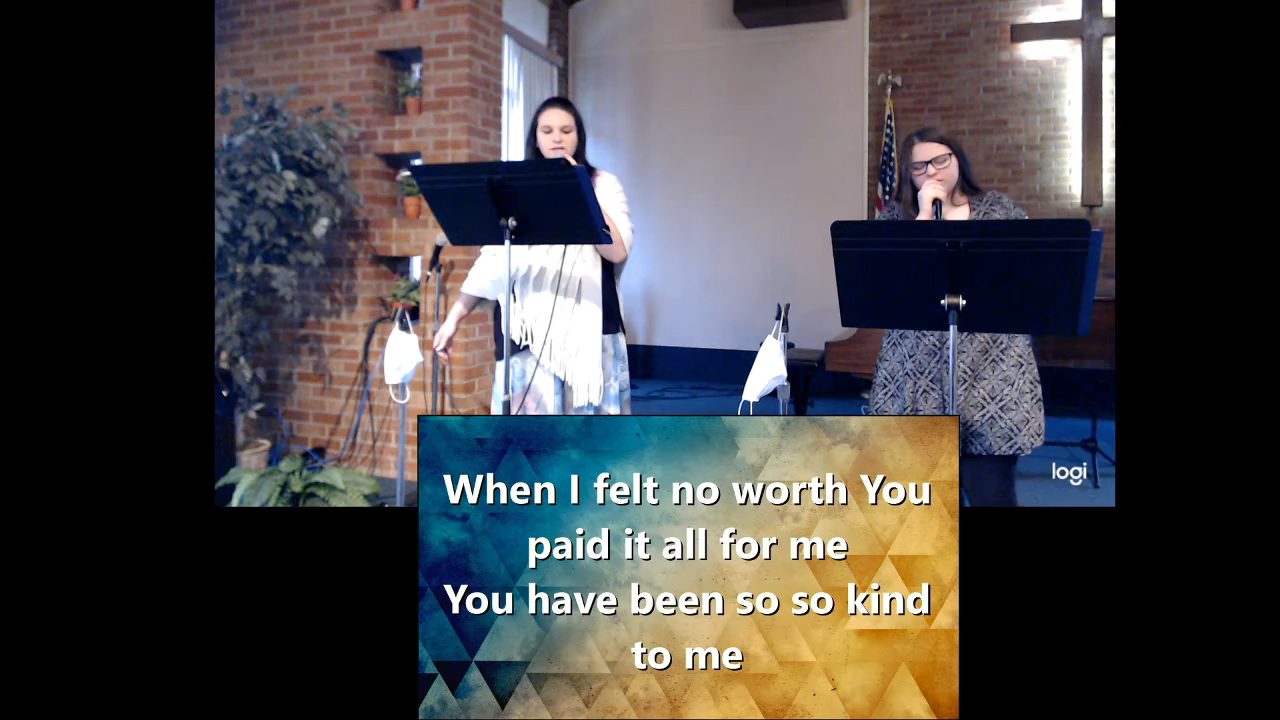 logi
When I felt no worth You
paid it all for me
You have been so so kind
to me